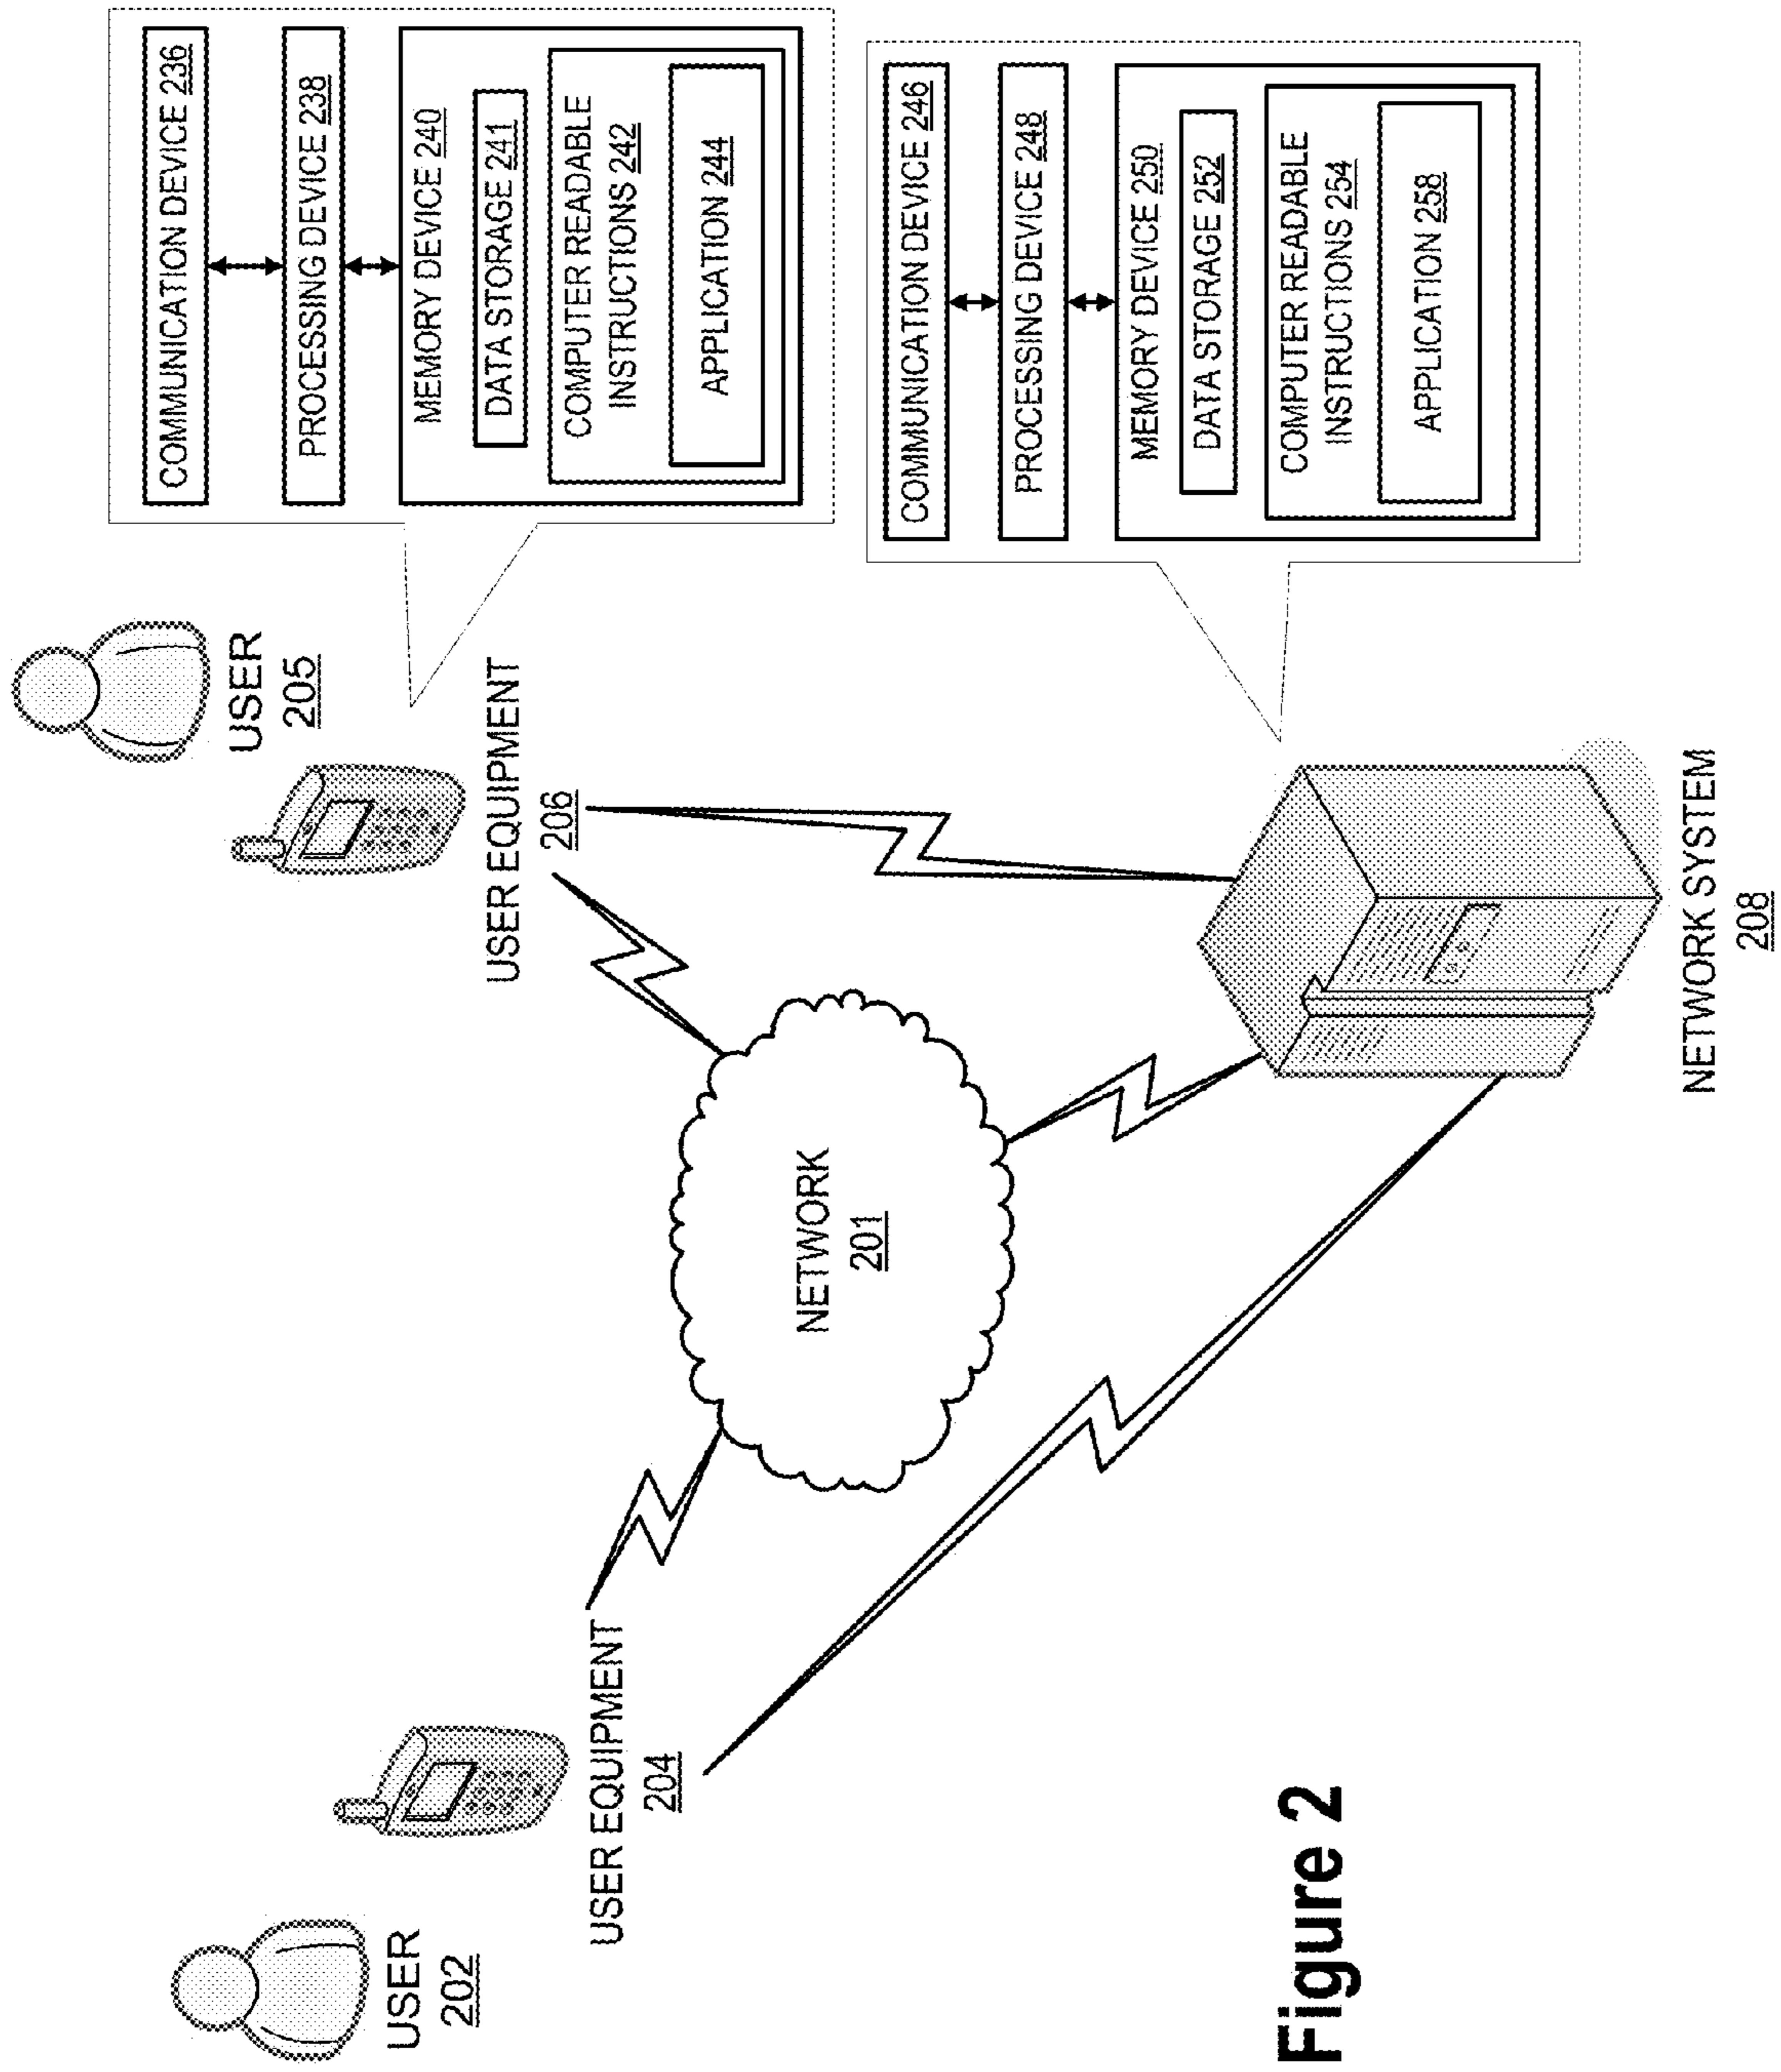 USER
202
USER EQUIPMENT
204
NETWORK
201
USER
205
USER EQUIPMENT
206
COMMUNICATION DEVICE 236
PROCESSING DEVICE 238
MEMORY DEVICE 240
DATA STORAGE 241
COMPUTER READABLE
INSTRUCTIONS 242
APPLICATION 244
COMMUNICATION DEVICE 246
PROCESSING DEVICE 248
MEMORY DEVICE 250
DATA STORAGE 252
COMPUTER READABLE
INSTRUCTIONS 254
APPLICATION 258
NETWORK SYSTEM
208
Figure 2